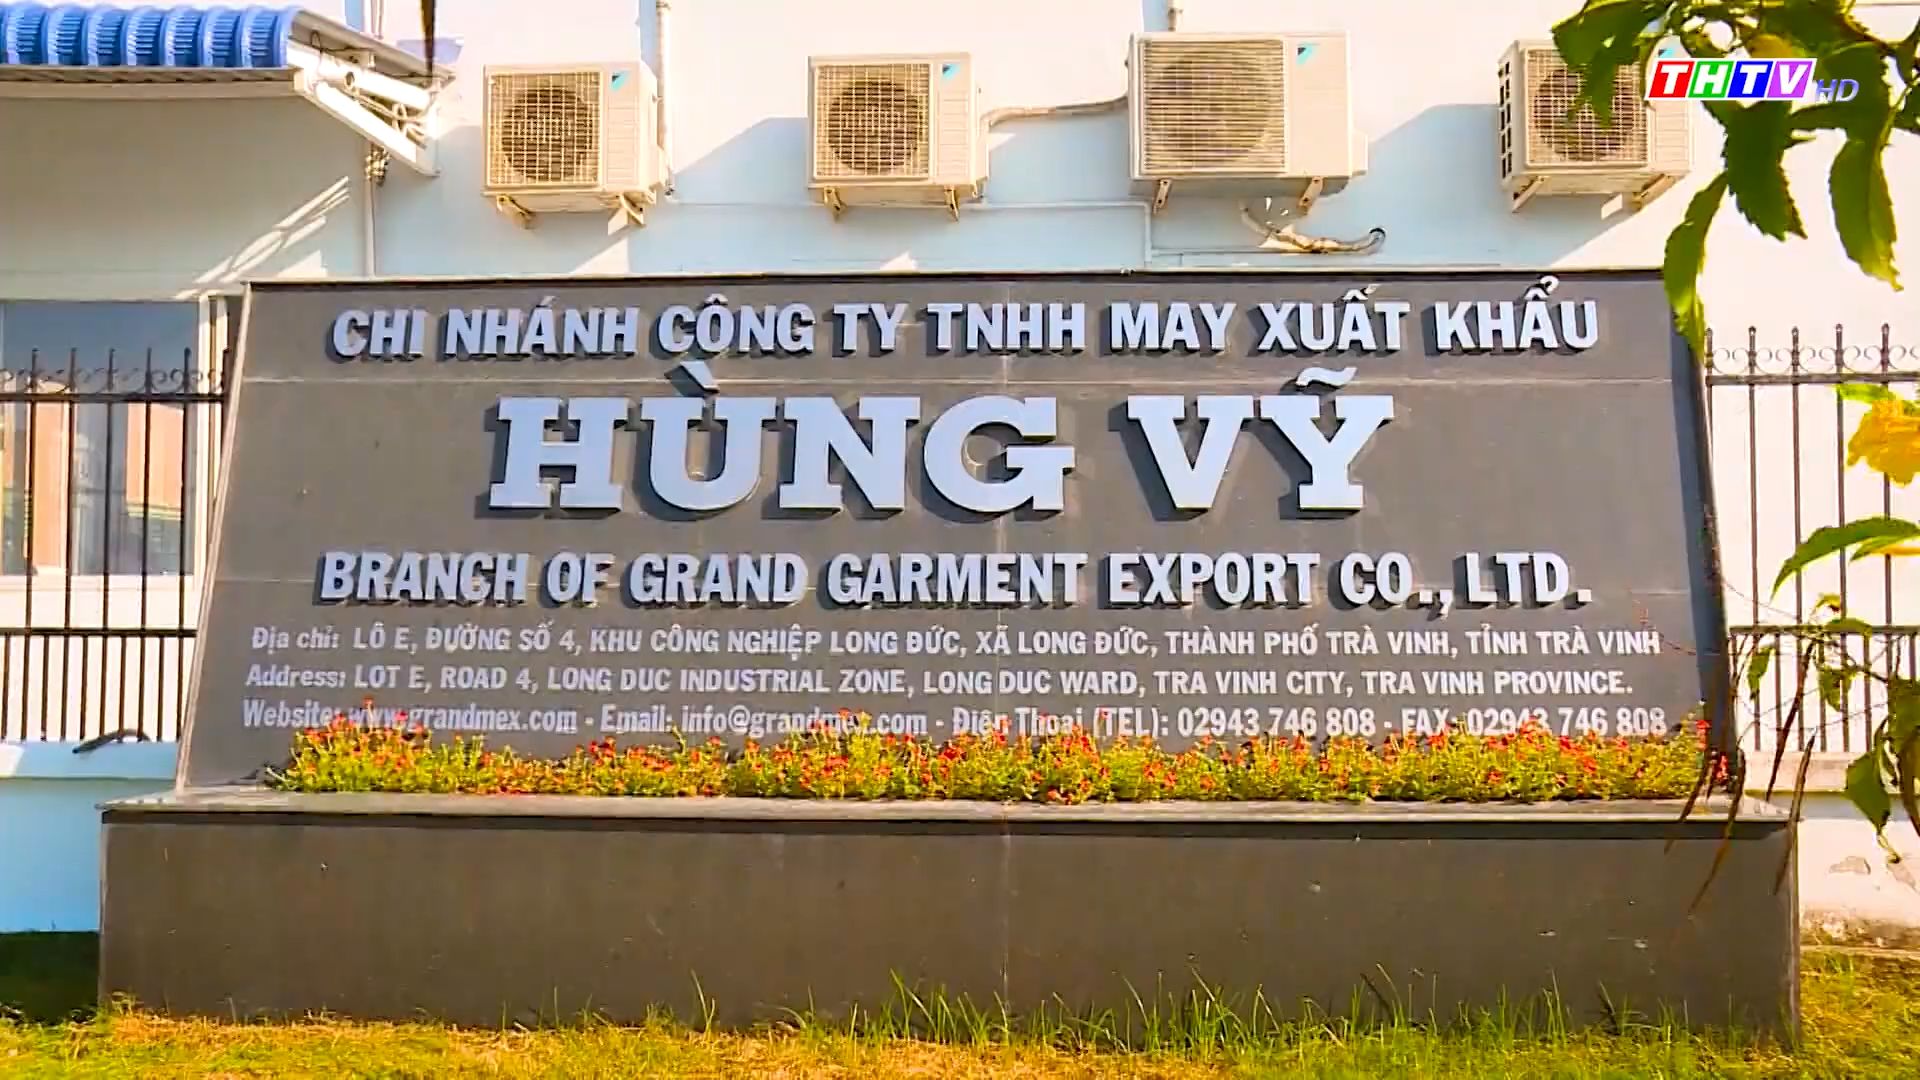 THTV HD
CHI NHÁNH CÔNG TY TNHH MAY XUẤT KHẨU
HÙNG VỸ
BRANCH OF GRAND GARMENT EXPORT CO., LTD.
Địa chỉ: LÔ E, ĐƯỜNG SỐ 4, KHU CÔNG NGHIỆP LONG ĐỨC, XÃ LONG ĐỨC, THÀNH PHỐ TRÀ VINH, TỈNH TRÀ VINH
Address: LOT E, ROAD 4, LONG DUC INDUSTRIAL ZONE, LONG DUC WARD, TRA VINH CITY, TRA VINH PROVINCE.
Website: www.grandmex.com - Email: info@grandmex.com - Điện Thoại (TEL): 02943 746 808 - FAX: 02943 746 808